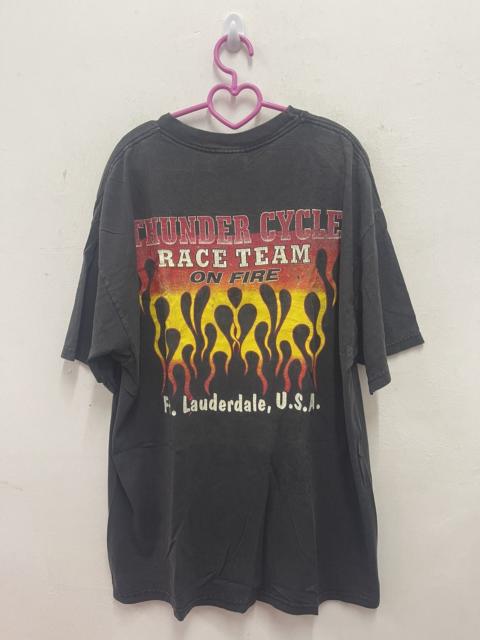 THUNDER CYCLE
RACE TEAM
ON FIRE
Ft. Lauderdale, U.S.A.